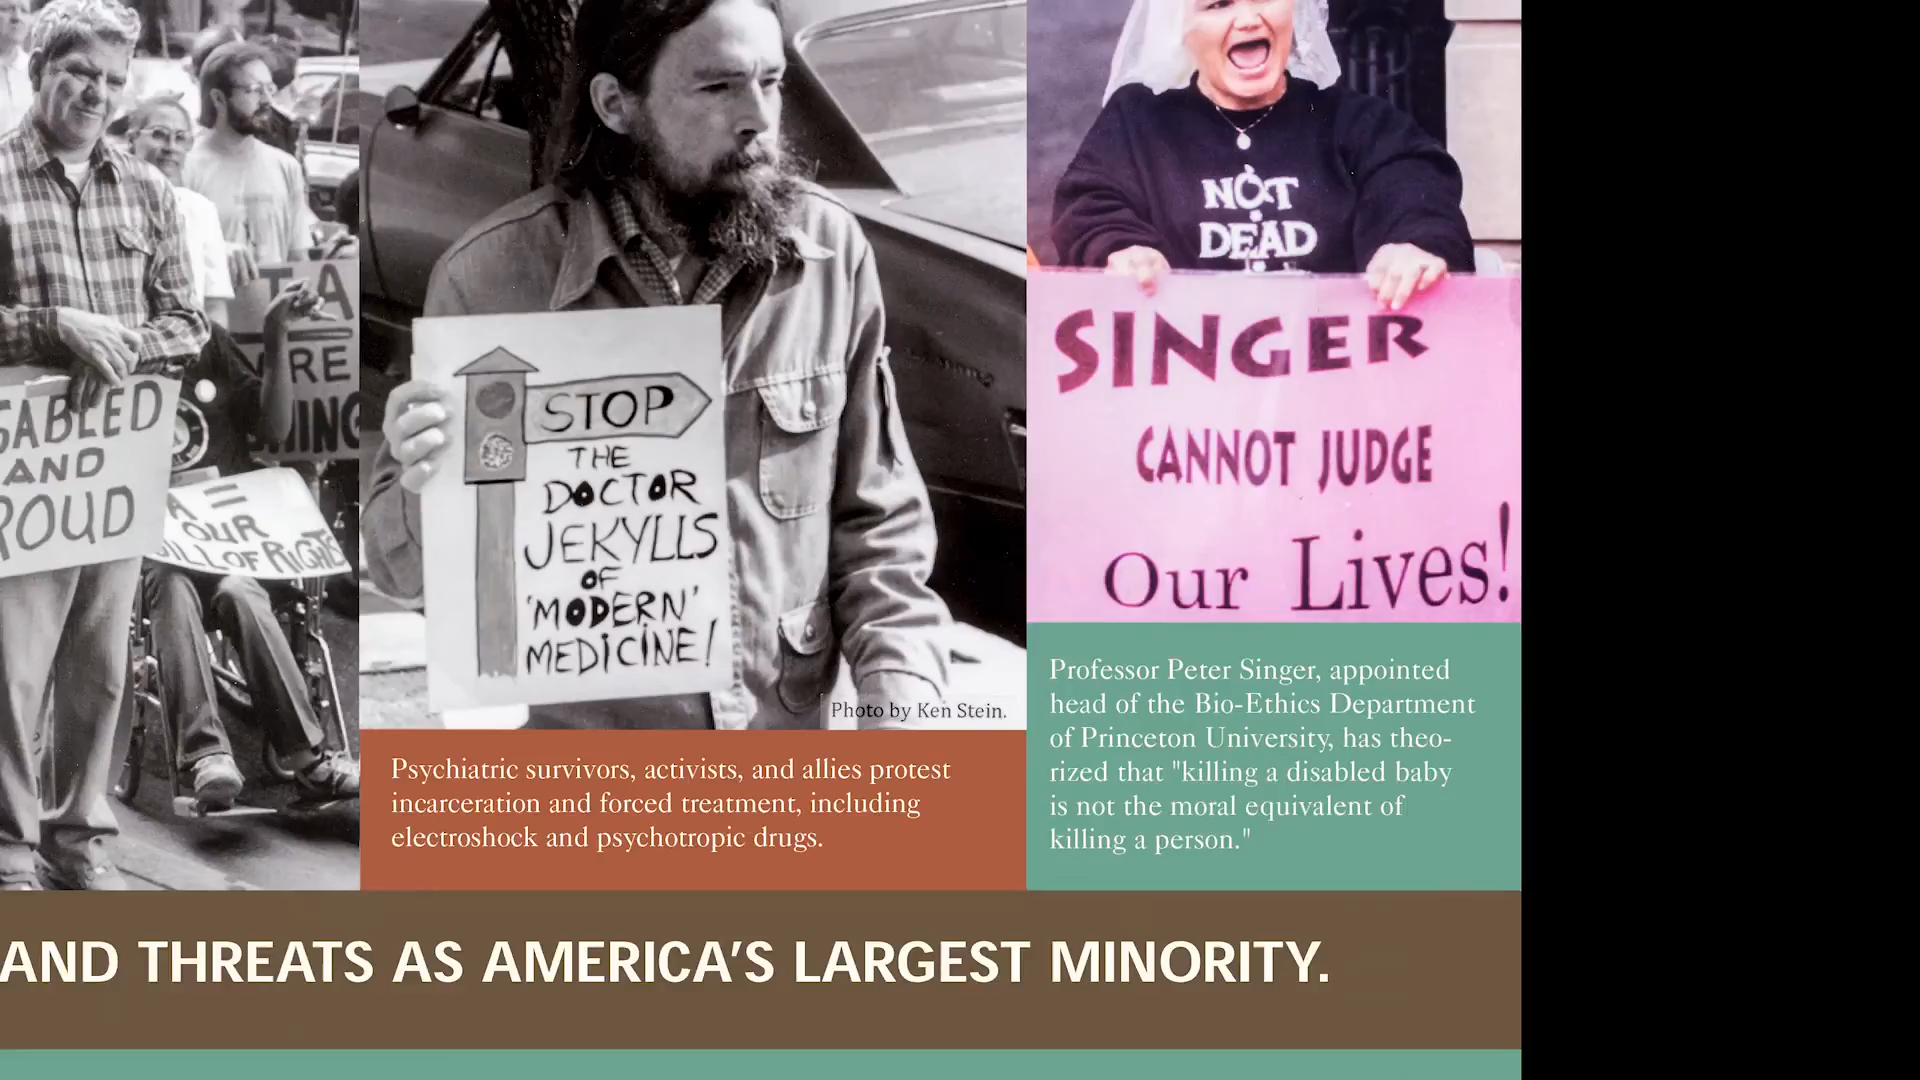 SABLED
AND
ROUD
T A
RE
NING
A =
OUR
BILL OF RIGHTS
STOP
THE
DOCTOR
JEKYLLS
OF
'MODERN'
MEDICINE!
Photo by Ken Stein.
Psychiatric survivors, activists, and allies protest
incarceration and forced treatment, including
electroshock and psychotropic drugs.
NOT
DEAD
SINGER
CANNOT JUDGE
Our Lives!
Professor Peter Singer, appointed
head of the Bio-Ethics Department
of Princeton University, has theo-
rized that "killing a disabled baby
is not the moral equivalent of
killing a person."
AND THREATS AS AMERICA'S LARGEST MINORITY.